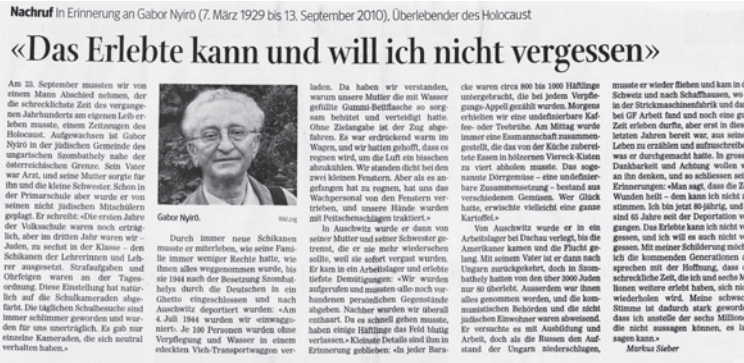 Nachruf In Erinnerung an Gabor Nyirö (7. März 1929 bis 13. September 2010), Überlebender des Holocaust
«Das Erlebte kann und will ich nicht vergessen»
Am 23. September mussten wir von
einem Mann Abschied nehmen, der
die schrecklichste Zeit des vergange-
nen Jahrhunderts am eigenen Leib er-
leben musste, einem Zeitzeugen des
Holocaust. Aufgewachsen ist Gabor
Nyirö in der jüdischen Gemeinde des
ungarischen Szombathely nahe der
österreichischen Grenze. Sein Vater
war Arzt, und seine Mutter sorgte für
ihn und die kleine Schwester. Schon in
der Primarschule aber wurde er von
seinen nicht jüdischen Mitschülern
geplagt. Er schreibt: «Die ersten Jahre
der Volksschule waren noch erträg-
lich, aber im dritten Jahr waren wir –
Juden, zu sechst in der Klasse – den
Schikanen der Lehrerinnen und Leh-
rer ausgesetzt. Strafaufgaben und
Ohrfeigen waren an der Tages-
ordnung. Diese Einstellung hat natür-
lich auf die Schulkameraden abge-
färbt. Die täglichen Schulbesuche sind
immer schlimmer geworden und wur-
den für uns unerträglich. Es gab nur
einzelne Kameraden, die sich neutral
verhalten haben.»
Gabor Nyirö.
Bild zvg
Durch immer neue Schikanen
musste er miterleben, wie seine Fami-
lie immer weniger Rechte hatte, wie
ihnen alles weggenommen wurde, bis
sie 1944 nach der Besetzung Szombat-
helys durch die Deutschen in ein
Ghetto eingeschlossen und nach
Auschwitz deportiert wurden: «Am
4. Juli 1944 wurden wir ‹einwaggo-
niert›. Je 100 Personen wurden ohne
Verpflegung und Wasser in einem
edeckten Vieh-Transportwaggon ver-
laden. Da haben wir verstanden,
warum unsere Mutter die mit Wasser
gefüllte Gummi-Bettflasche so sorg-
sam behütet und verteidigt hatte.
Ohne Zielangabe ist der Zug abge-
fahren. Es war erdrückend warm im
Wagen, und wir hatten gehofft, dass es
regnen wird, um die Luft ein bisschen
abzukühlen. Wir standen dicht bei den
zwei kleinen Fenstern. Aber als es an-
gefangen hat zu regnen, hat uns das
Wachpersonal von den Fenstern ver-
trieben, und unsere Hände wurden
mit Peitschenschlägen traktiert.»
In Auschwitz wurde er dann von
seiner Mutter und seiner Schwester ge-
trennt, die er nie mehr wiedersehen
sollte, weil sie sofort vergast wurden.
Er kam in ein Arbeitslager und erlebte
tiefste Demütigungen: «Wir wurden
aufgerufen und mussten alle noch vor-
handenen persönlichen Gegenstände
abgeben. Nachher wurden wir überall
enthaart. Da es schnell gehen musste,
haben einige Häftlinge das Feld blutig
verlassen.» Kleinste Details sind ihm in
Erinnerung geblieben: «In jeder Bara-
cke waren circa 800 bis 1000 Häftlinge
untergebracht, die bei jedem Verpfle-
gungs-Appell gezählt wurden. Morgens
erhielten wir eine undefinierbare Kaf-
fee- oder Teebrühe. Am Mittag wurde
immer eine Essmannschaft zusammen-
gestellt, die das von der Küche zuberei-
tete Essen in hölzernen Viereck-Kisten
zu viert abholen musste. Das soge-
nannte Dörrgemüse – eine undefinier-
bare Zusammensetzung – bestand aus
verschiedenen Gemüsen. Wer Glück
hatte, erwischte vielleicht eine ganze
Kartoffel.»
Von Auschwitz wurde er in ein
Arbeitslager bei Dachau verlegt, bis die
Amerikaner kamen und die Flucht ge-
lang. Mit seinem Vater ist er dann nach
Ungarn zurückgekehrt, doch in Szom-
bathely hatten von den über 3000 Juden
nur 80 überlebt. Ausserdem war ihnen
alles genommen worden, und die kom-
munistischen Behörden und die nicht
jüdischen Einwohner waren abweisend.
Er versuchte es mit Ausbildung und
Arbeit, doch als die Russen den Auf-
stand der Ungarn niederschlugen,
musste er wieder fliehen und kam in d
Schweiz und nach Schaffhausen, wo
in der Strickmaschinenfabrik und da
bei GF Arbeit fand und noch eine gu
Zeit erleben durfte, aber erst in diese
letzten Jahren bereit war, aus seine
Leben zu erzählen und aufzuschreibe
was er durchgemacht hatte. In gross
Dankbarkeit und Achtung wollen w
an ihn denken, und so schliessen sei
Erinnerungen: «Man sagt, dass die Z
Wunden heilt – dem kann ich nicht z
stimmen. Ich bin jetzt 80-jährig, und
sind 65 Jahre seit der Deportation v
gangen. Das Erlebte kann ich nicht v
gessen, und ich will es auch nicht v
gessen. Mit meiner Schilderung möc
ich die kommenden Generationen a
sprechen mit der Hoffnung, dass d
schreckliche Zeit, die ich und sechs M
lionen weitere erlebt haben, sich nie
wiederholen wird. Meine schwac
Stimme ist dadurch stark geword
dass ich anstelle der sechs Millione
die nicht aussagen können, es la
sagen kann.»
Markus Sieber